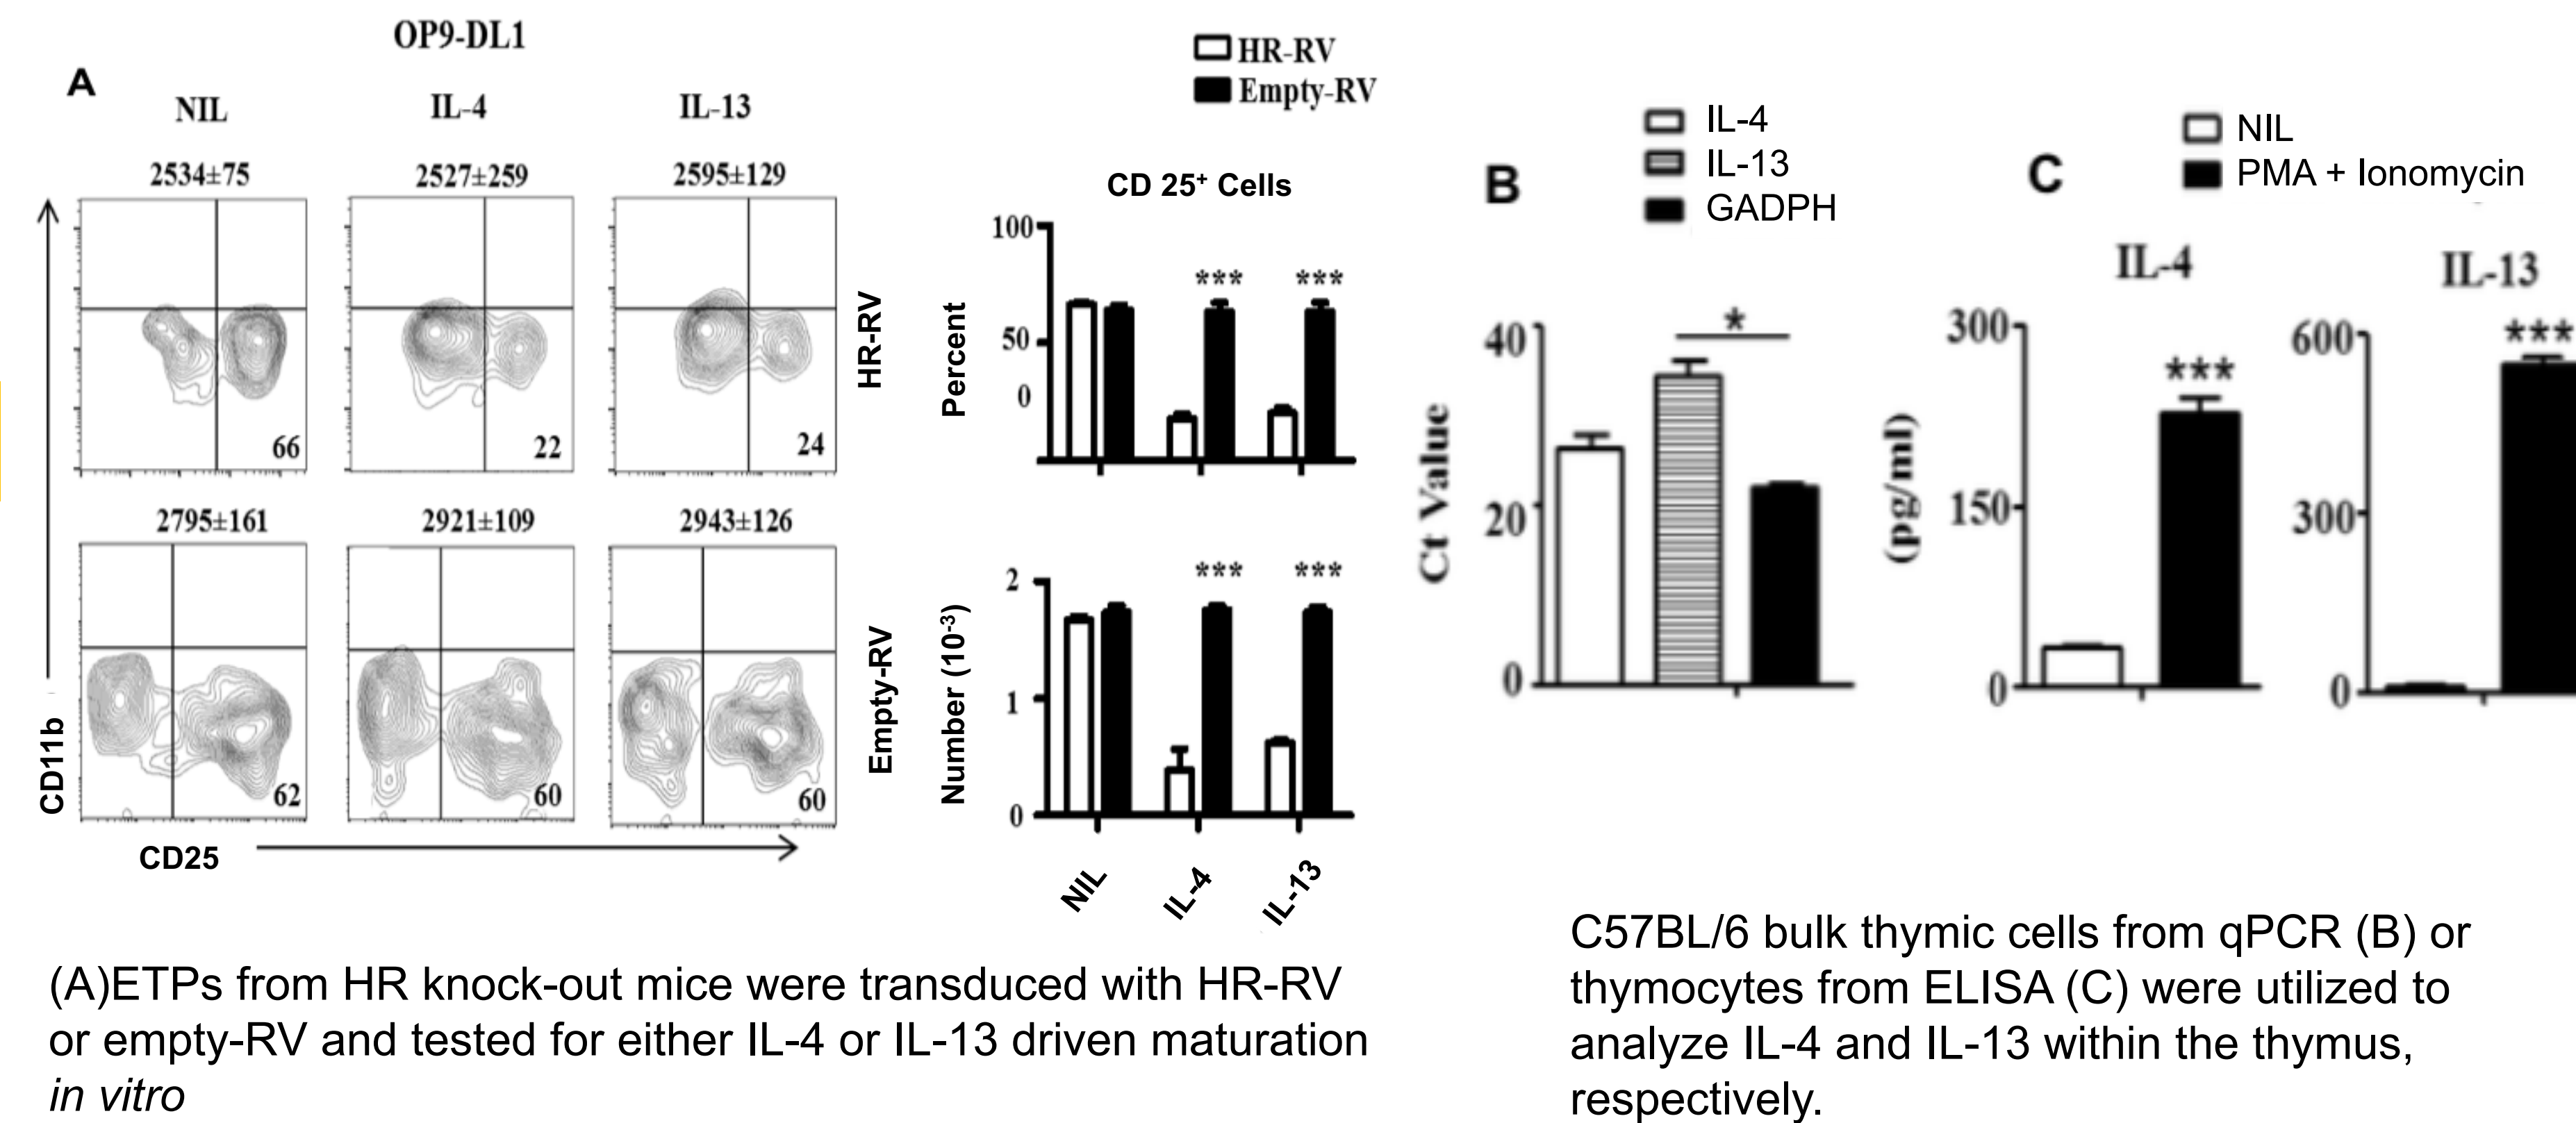 OP9-DL1
A
NIL
IL-4
IL-13
2534±75
2527±259
2595±129
66
22
24
HR-RV
2795±161
2921±109
2943±126
62
60
60
Empty-RV
CD11b
CD25
HR-RV
Empty-RV
CD 25⁺ Cells
Percent
100
50
0
***
***
Number (10⁻³)
2
1
0
***
***
NIL
IL-4
IL-13
B
IL-4
IL-13
GADPH
Ct Value
40
20
0
*
C
NIL
PMA + Ionomycin
IL-4
(pg/ml)
300
150
0
***
IL-13
600
300
0
***
(A)ETPs from HR knock-out mice were transduced with HR-RV
or empty-RV and tested for either IL-4 or IL-13 driven maturation
in vitro
C57BL/6 bulk thymic cells from qPCR (B) or
thymocytes from ELISA (C) were utilized to
analyze IL-4 and IL-13 within the thymus,
respectively.